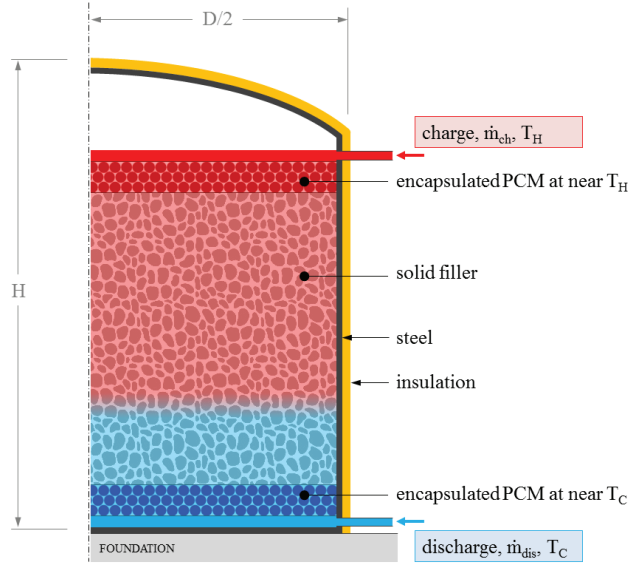 D/2
charge, ṁch, TH
encapsulated PCM at near TH
H
solid filler
steel
insulation
encapsulated PCM at near TC
discharge, ṁdis, TC
FOUNDATION